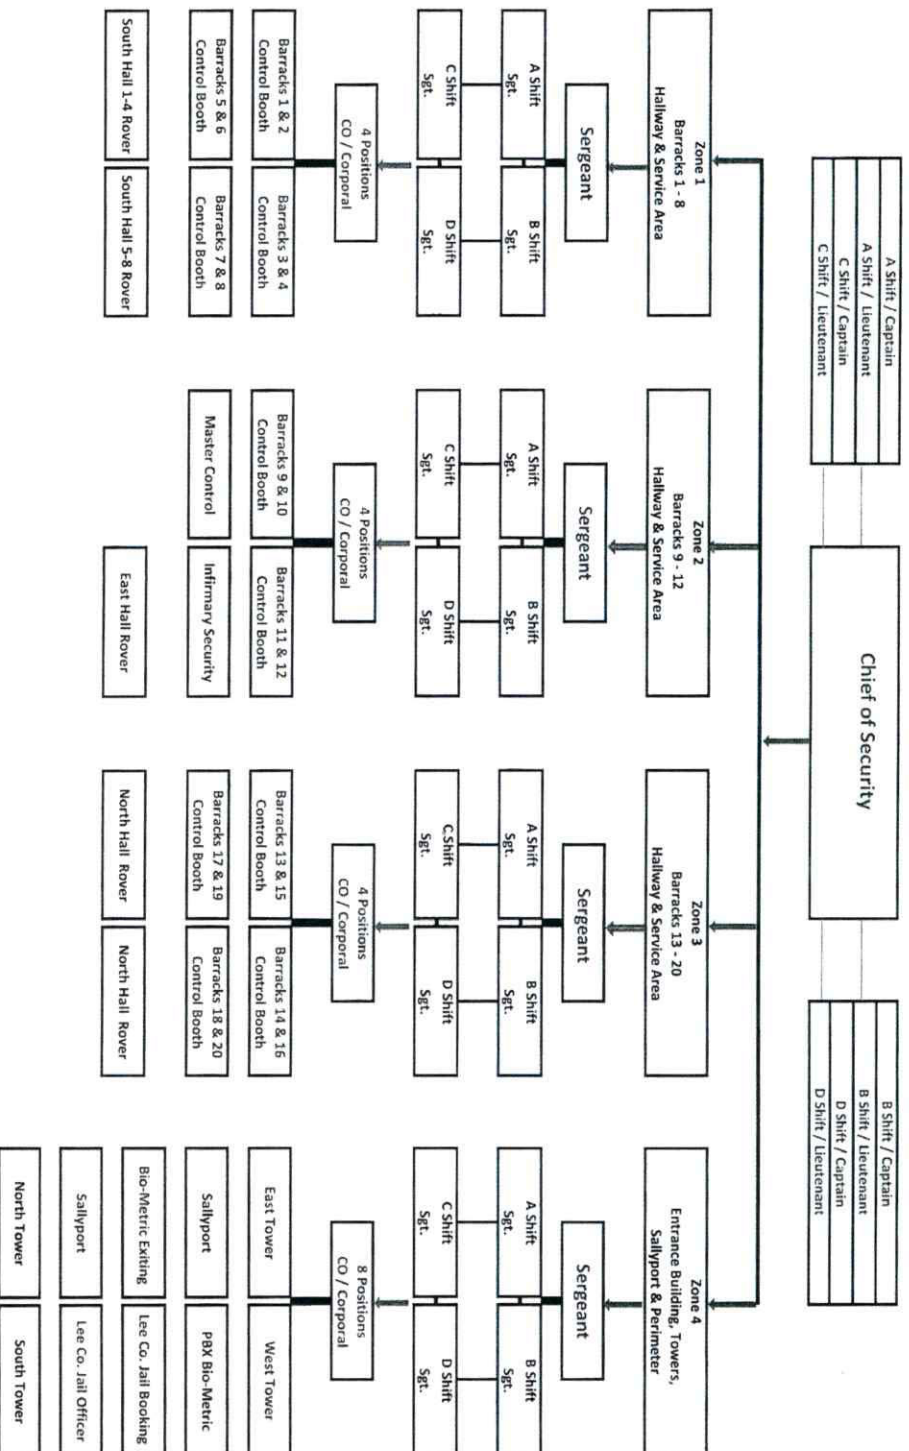 Chief of Security
A Shift / Captain
A Shift / Lieutenant
C Shift / Captain
C Shift / Lieutenant
B Shift / Captain
B Shift / Lieutenant
D Shift / Captain
D Shift / Lieutenant
Zone 1
Barracks 1 - 8
Hallway & Service Area
Sergeant
A Shift
Sgt.
B Shift
Sgt.
C Shift
Sgt.
D Shift
Sgt.
4 Positions
CO / Corporal
Barracks 1 & 2
Control Booth
Barracks 3 & 4
Control Booth
Barracks 5 & 6
Control Booth
Barracks 7 & 8
Control Booth
South Hall 1-4 Rover
South Hall 5-8 Rover
Zone 2
Barracks 9 - 12
Hallway & Service Area
Sergeant
A Shift
Sgt.
B Shift
Sgt.
C Shift
Sgt.
D Shift
Sgt.
4 Positions
CO / Corporal
Barracks 9 & 10
Control Booth
Barracks 11 & 12
Control Booth
Master Control
Infirmary Security
East Hall Rover
Zone 3
Barracks 13 - 20
Hallway & Service Area
Sergeant
A Shift
Sgt.
B Shift
Sgt.
C.Shift
Sgt.
D Shift
Sgt.
4 Positions
CO / Corporal
Barracks 13 & 15
Control Booth
Barracks 14 & 16
Control Booth
Barracks 17 & 19
Control Booth
Barracks 18 & 20
Control Booth
North Hall Rover
North Hall Rover
Zone 4
Entrance Building, Towers,
Sallyport & Perimeter
Sergeant
A Shift
Sgt.
B Shift
Sgt.
C Shift
Sgt.
D Shift
Sgt.
8 Positions
CO / Corporal
East Tower
West Tower
Sallyport
PBX Bio-Metric
Bio-Metric Exiting
Lee Co. Jail Booking
Sallyport
Lee Co. Jail Officer
North Tower
South Tower